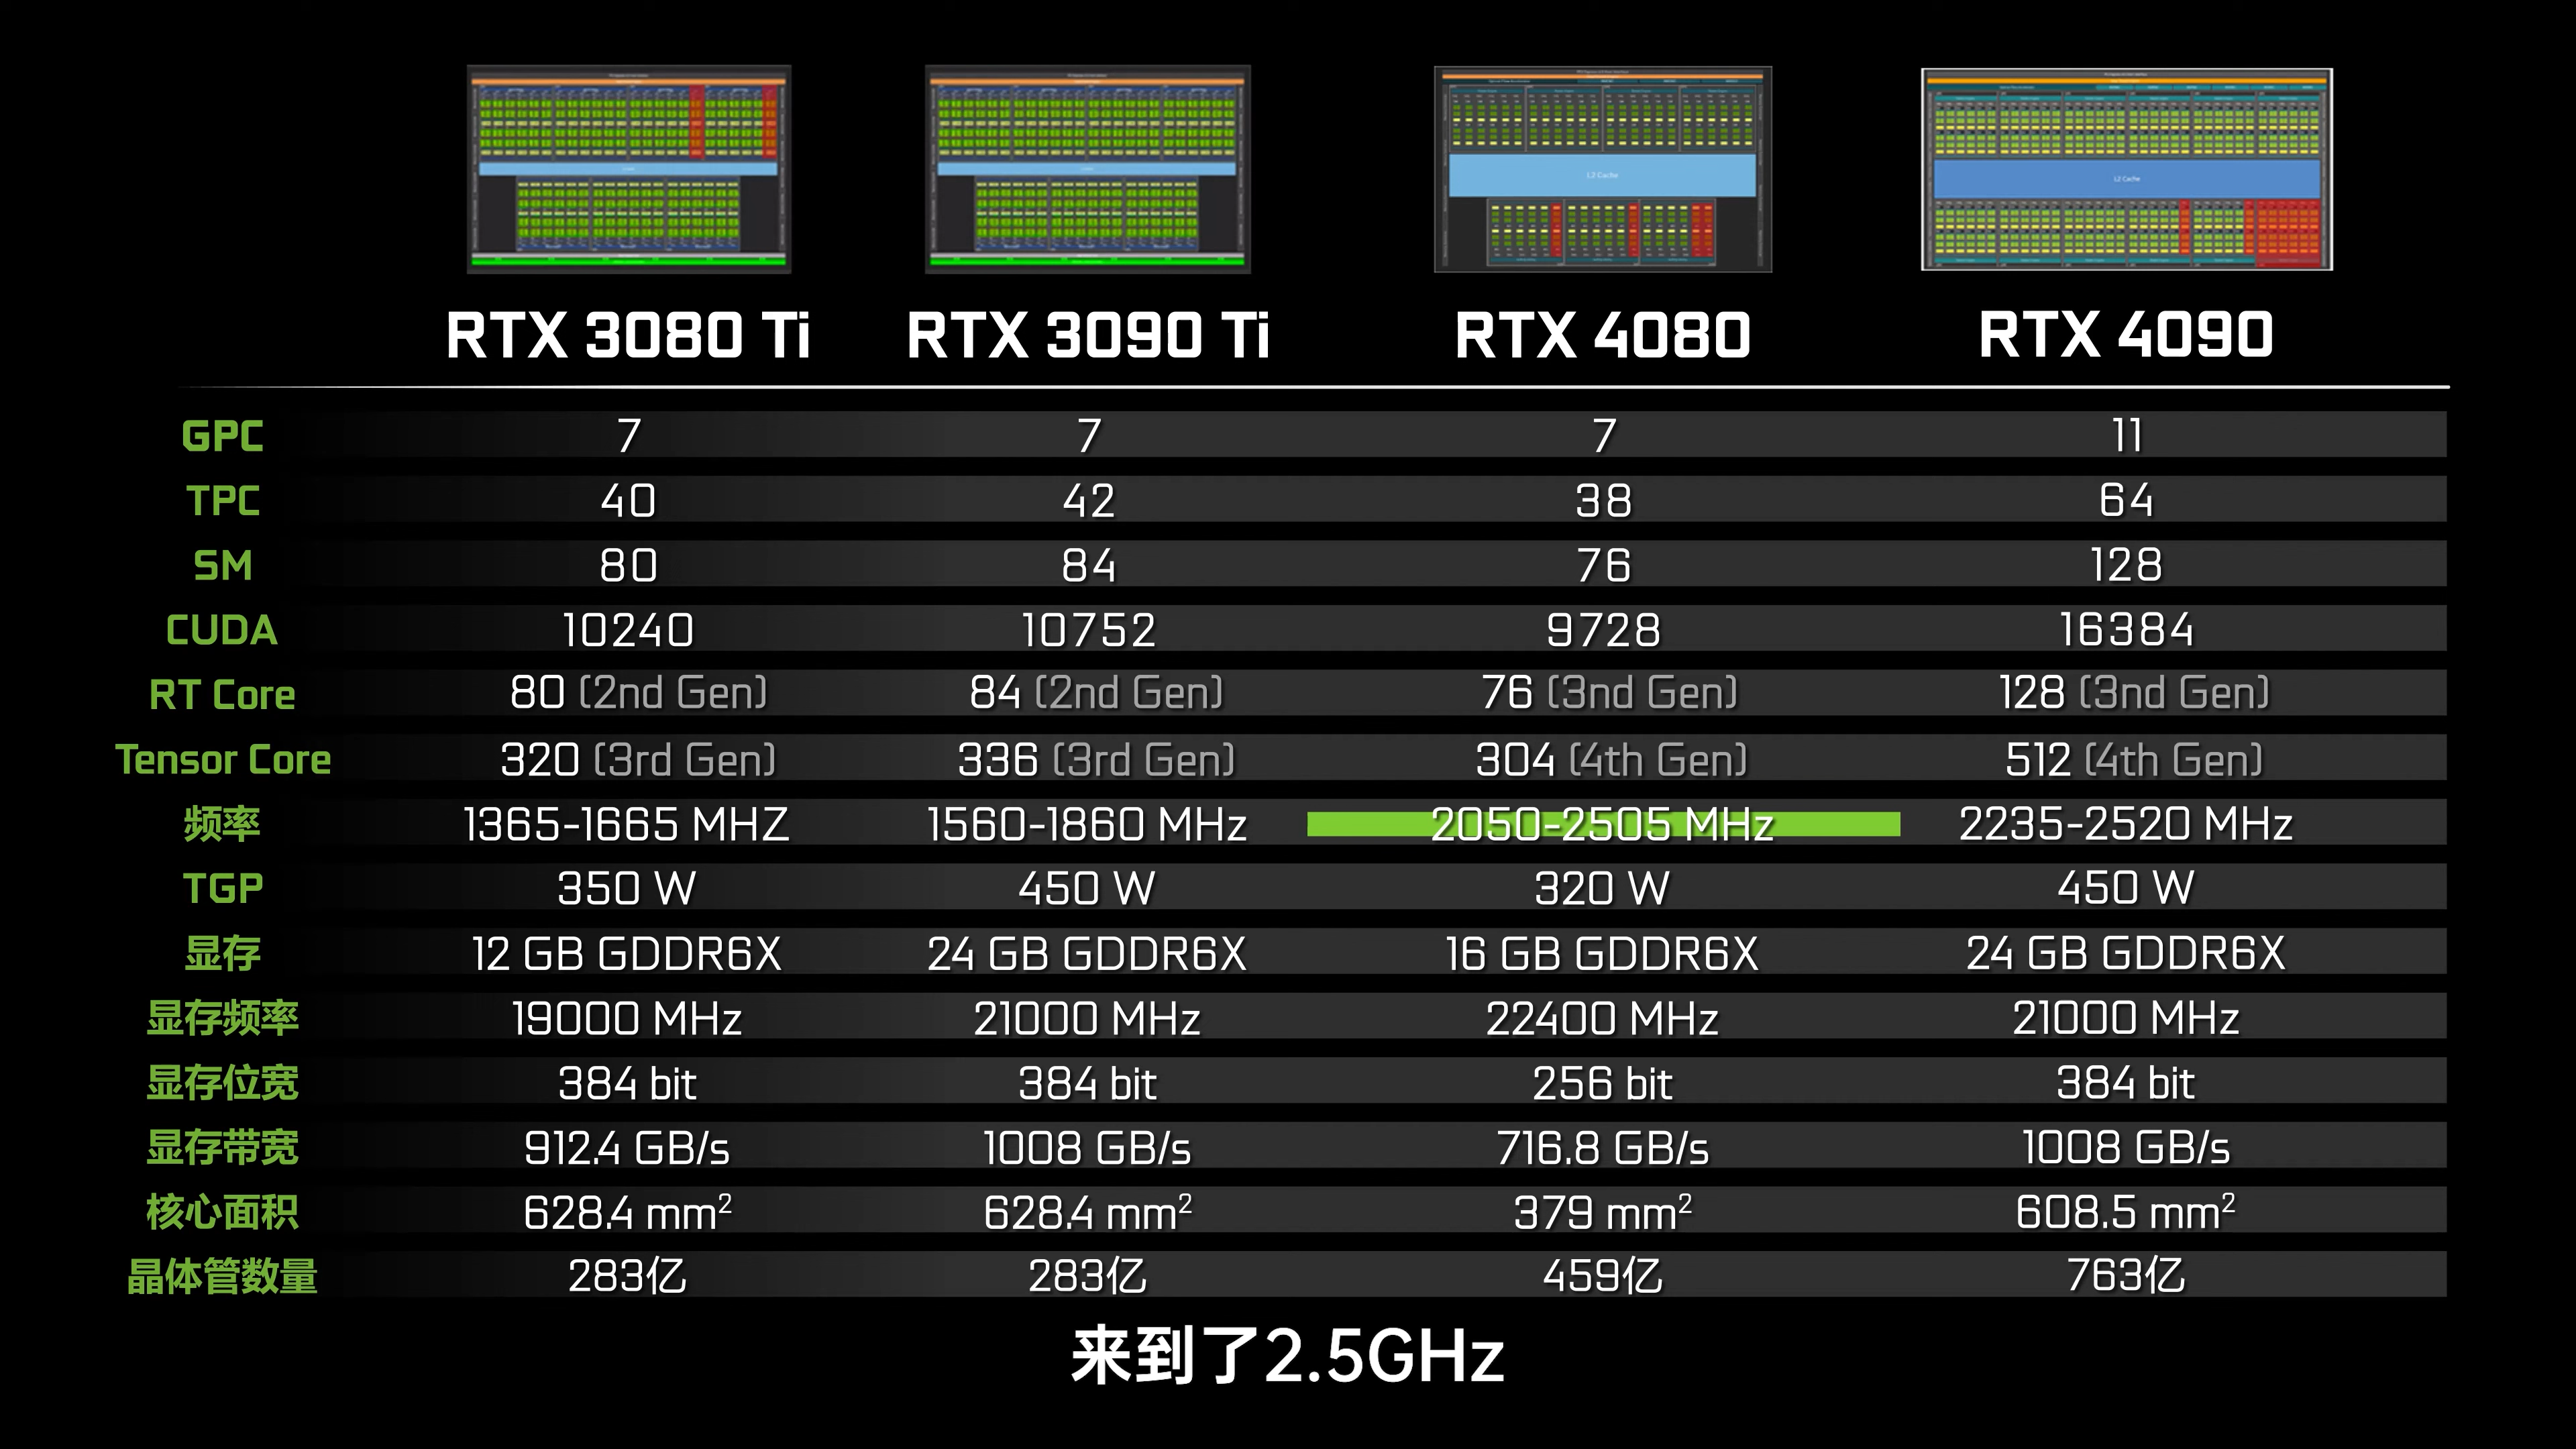 L2 Cache
L2 Cache
RTX 3080 Ti RTX 3090 Ti RTX 4080 RTX 4090
GPC 7 7 7 11
TPC 40 42 38 64
SM 80 84 76 128
CUDA 10240 10752 9728 16384
RT Core 80 (2nd Gen) 84 (2nd Gen) 76 (3nd Gen) 128 (3nd Gen)
Tensor Core 320 (3rd Gen) 336 (3rd Gen) 304 (4th Gen) 512 (4th Gen)
频率 1365-1665 MHZ 1560-1860 MHz 2050-2505 MHz 2235-2520 MHz
TGP 350 W 450 W 320 W 450 W
显存 12 GB GDDR6X 24 GB GDDR6X 16 GB GDDR6X 24 GB GDDR6X
显存频率 19000 MHz 21000 MHz 22400 MHz 21000 MHz
显存位宽 384 bit 384 bit 256 bit 384 bit
显存带宽 912.4 GB/s 1008 GB/s 716.8 GB/s 1008 GB/s
核心面积 628.4 mm² 628.4 mm² 379 mm² 608.5 mm²
晶体管数量 283亿 283亿 459亿 763亿
来到了2.5GHz